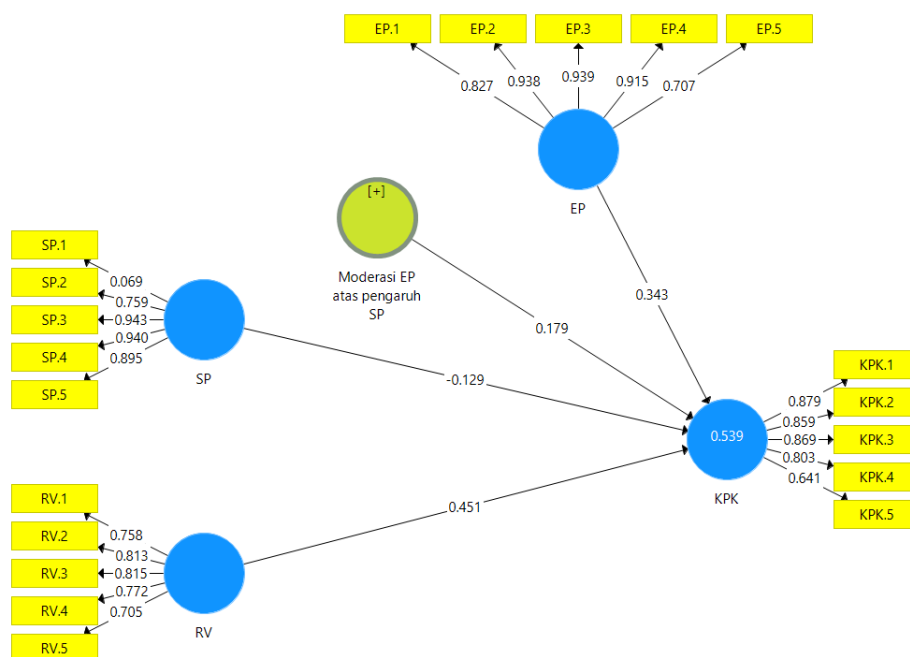 EP.1
EP.2
EP.3
EP.4
EP.5
0.827
0.938
0.939
0.915
0.707
EP
[+]
Moderasi EP
atas pengaruh
SP
SP.1
SP.2
SP.3
SP.4
SP.5
0.069
0.759
0.943
0.940
0.895
SP
0.343
0.179
-0.129
0.451
KPK.1
KPK.2
KPK.3
KPK.4
KPK.5
0.879
0.859
0.869
0.803
0.641
0.539
KPK
RV.1
RV.2
RV.3
RV.4
RV.5
0.758
0.813
0.815
0.772
0.705
RV